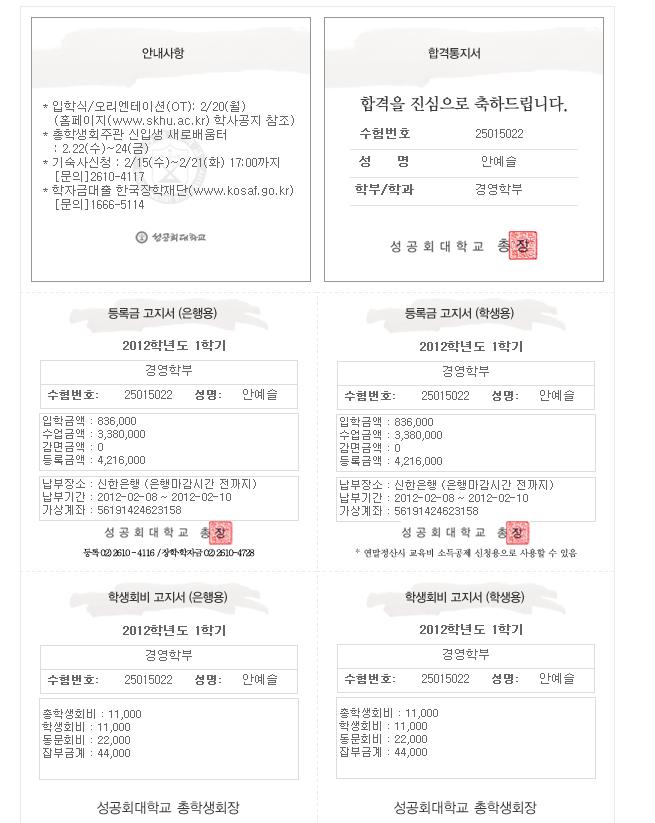 안내사항
* 입학식/오리엔테이션(OT): 2/20(월)
(홈페이지(www.skhu.ac.kr) 학사공지 참조)
* 총학생회주관 신입생 새로배움터
: 2.22(수)~24(금)
* 기숙사신청 : 2/15(수)~2/21(화) 17:00까지
[문의]2610-4117
* 학자금대출 한국장학재단(www.kosaf.go.kr)
[문의]1666-5114
성공회대학교
합격통지서
합격을 진심으로 축하드립니다.
수험번호 25015022
성 명 안예슬
학부/학과 경영학부
성공회대학교 총장
등록금 고지서 (은행용)
2012학년도 1학기
경영학부
수험번호: 25015022 성명: 안예슬
입학금액 : 836,000
수업금액 : 3,380,000
감면금액 : 0
등록금액 : 4,216,000
납부장소 : 신한은행 (은행마감시간 전까지)
납부기간 : 2012-02-08 ~ 2012-02-10
가상계좌 : 56191424623158
성공회대학교 총장
등록 02) 2610 - 4116 / 장학·학자금 02) 2610-4728
등록금 고지서 (학생용)
2012학년도 1학기
경영학부
수험번호: 25015022 성명: 안예슬
입학금액 : 836,000
수업금액 : 3,380,000
감면금액 : 0
등록금액 : 4,216,000
납부장소 : 신한은행 (은행마감시간 전까지)
납부기간 : 2012-02-08 ~ 2012-02-10
가상계좌 : 56191424623158
성공회대학교 총장
* 연말정산시 교육비 소득공제 신청용으로 사용할 수 있음
학생회비 고지서 (은행용)
2012학년도 1학기
경영학부
수험번호: 25015022 성명: 안예슬
총학생회비 : 11,000
학생회비 : 11,000
동문회비 : 22,000
잡부금계 : 44,000
성공회대학교 총학생회장
학생회비 고지서 (학생용)
2012학년도 1학기
경영학부
수험번호: 25015022 성명: 안예슬
총학생회비 : 11,000
학생회비 : 11,000
동문회비 : 22,000
잡부금계 : 44,000
성공회대학교 총학생회장